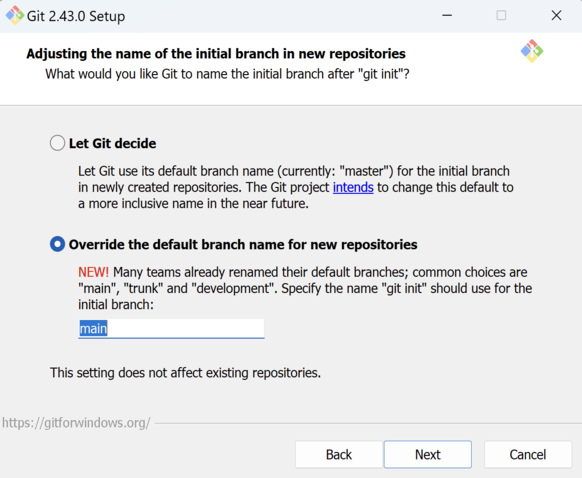 Git 2.43.0 Setup
Adjusting the name of the initial branch in new repositories
What would you like Git to name the initial branch after "git init"?
Let Git decide
Let Git use its default branch name (currently: "master") for the initial branch
in newly created repositories. The Git project intends to change this default to
a more inclusive name in the near future.
Override the default branch name for new repositories
NEW! Many teams already renamed their default branches; common choices are
"main", "trunk" and "development". Specify the name "git init" should use for the
initial branch:
main
This setting does not affect existing repositories.
https://gitforwindows.org/
Back Next Cancel